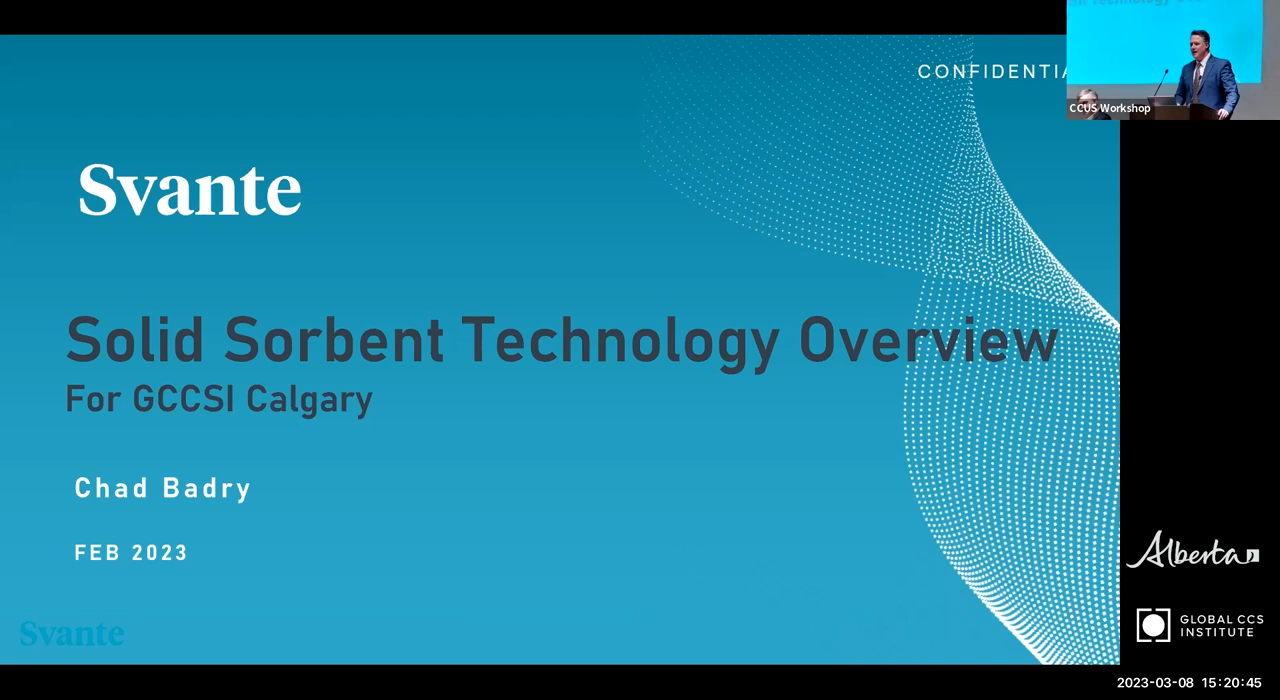 CONFIDENTIA
CCUS Workshop
Svante
Solid Sorbent Technology Overview
For GCCSI Calgary
Chad Badry
FEB 2023
Svante
Alberta
GLOBAL CCS
INSTITUTE
2023-03-08 15:20:45